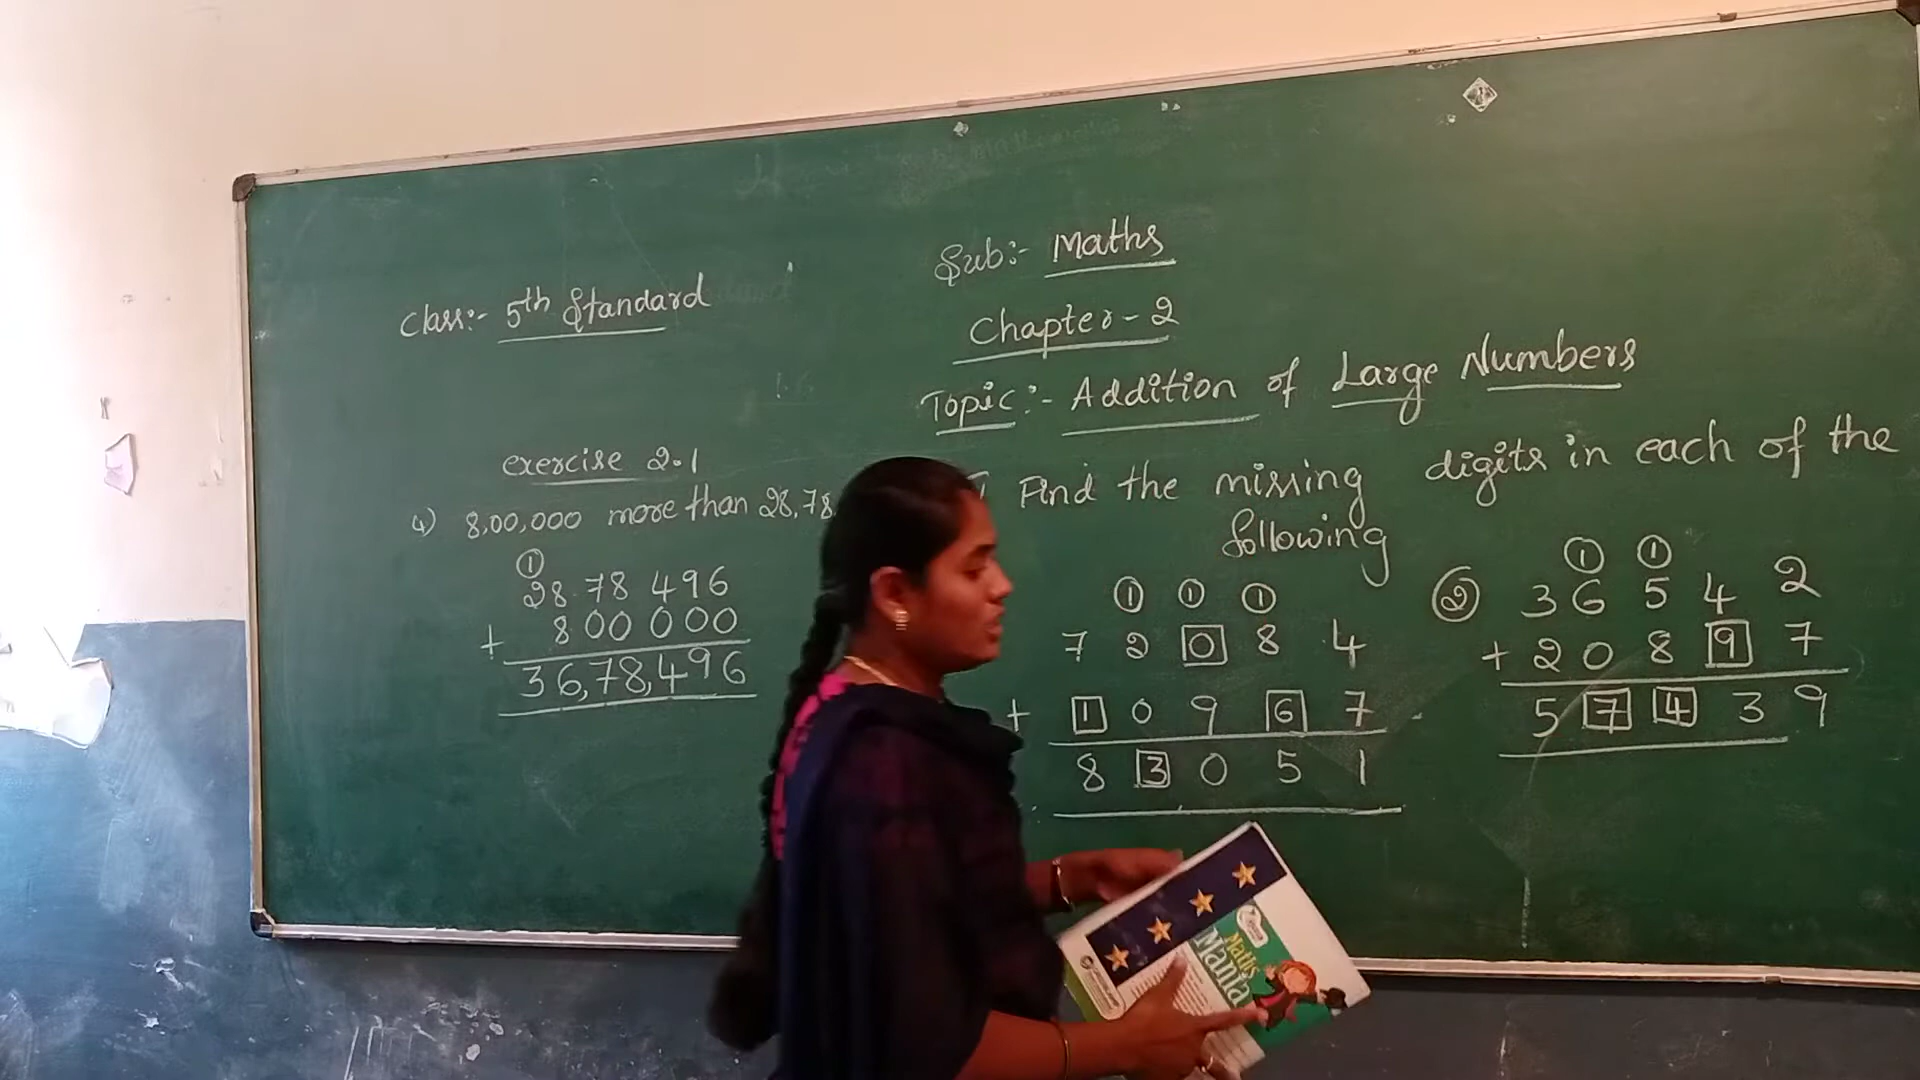 Sub:- Maths
Class:- 5th Standard
Chapter-2
Topic:- Addition of Large Numbers
exercise 2.1
4) 8,00,000 more than 28,78
①
28 78 496
+ 800000
36,78,496
I Find the missing digits in each of the
following
① ① ①
7 2 0 8 4
+ 1 0 9 6 7
8 3 0 5 1
① ①
② 3 6 5 4 2
+ 2 0 8 9 7
5 7 4 3 9
Maths
Mania